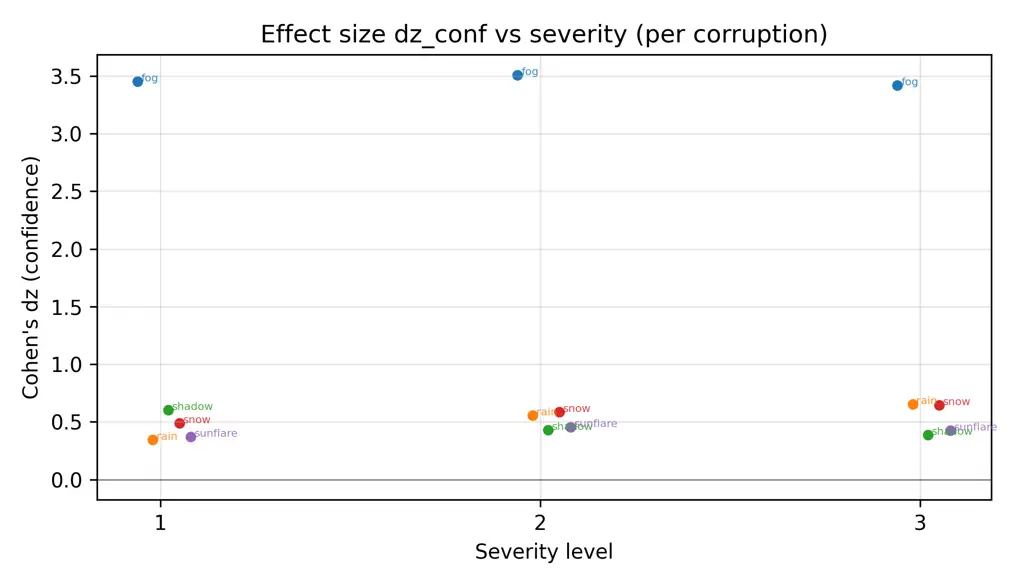 Effect size dz_conf vs severity (per corruption)
Cohen's dz (confidence)
3.5
3.0
2.5
2.0
1.5
1.0
0.5
0.0
fog
fog
fog
shadow
snow
rain
sunflare
rain
snow
shadow
sunflare
rain
snow
shadow
sunflare
1
2
3
Severity level